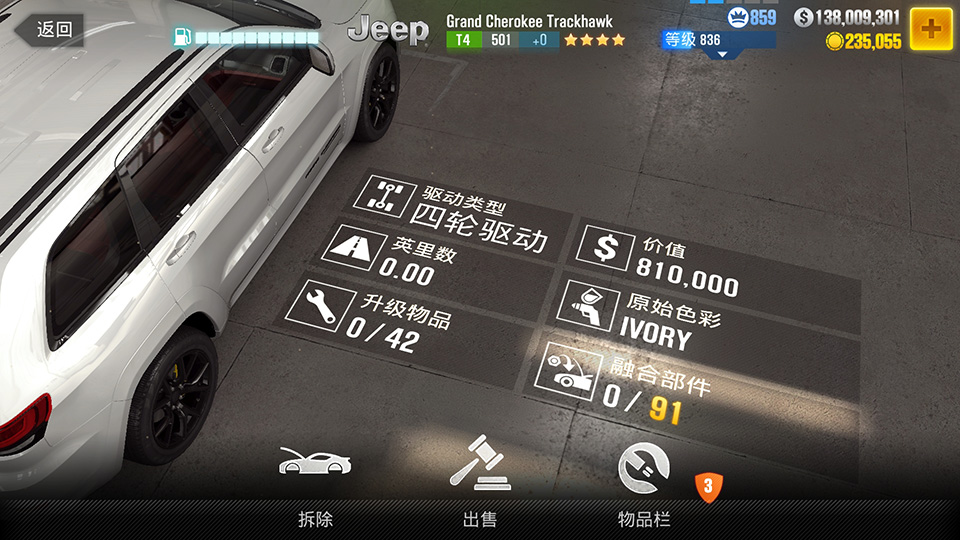 返回
Jeep
Grand Cherokee Trackhawk
T4 501 +0
859
$ 138,009,301
等级 836
235,055
驱动类型
四轮驱动
英里数
0.00
升级物品
0/42
价值
810,000
原始色彩
IVORY
融合部件
0/91
拆除
出售
物品栏
3